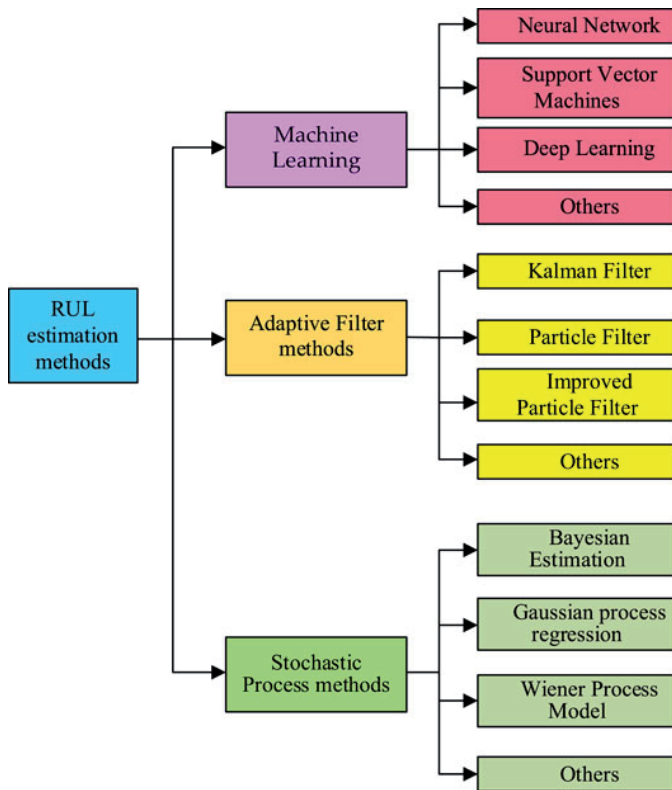 Neural Network
Support Vector
Machines
Machine
Learning
Deep Learning
Others
Kalman Filter
RUL
estimation
methods
Adaptive Filter
methods
Particle Filter
Improved
Particle Filter
Others
Bayesian
Estimation
Gaussian process
regression
Stochastic
Process methods
Wiener Process
Model
Others